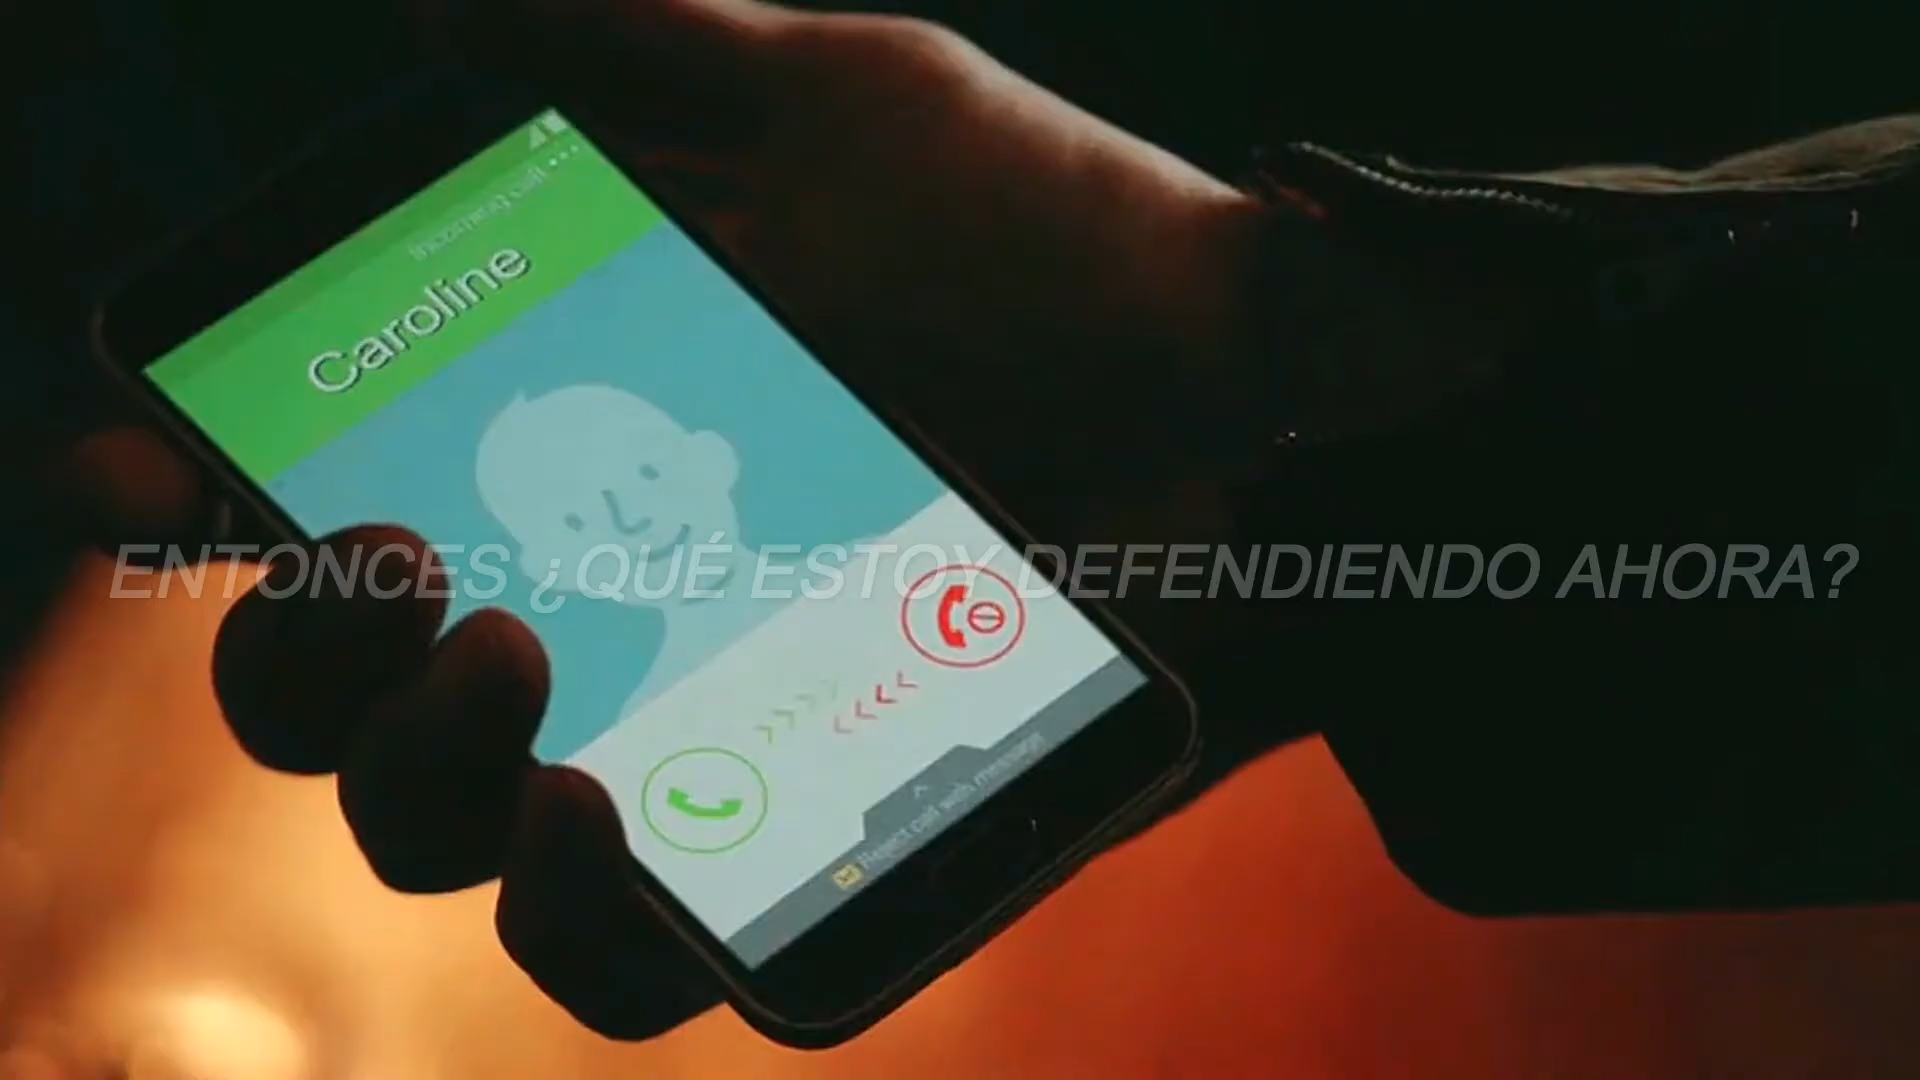 Incoming call
Caroline
ENTONCES ¿QUÉ ESTOY DEFENDIENDO AHORA?
Reject call with message